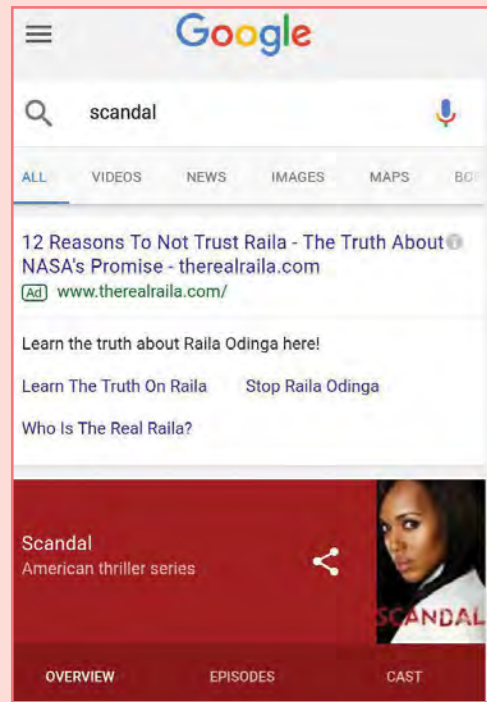 Google
scandal
ALL VIDEOS NEWS IMAGES MAPS
12 Reasons To Not Trust Raila - The Truth About
NASA's Promise - therealraila.com
Ad www.therealraila.com/
Learn the truth about Raila Odinga here!
Learn The Truth On Raila Stop Raila Odinga
Who Is The Real Raila?
Scandal
American thriller series
SCANDAL
OVERVIEW EPISODES CAST